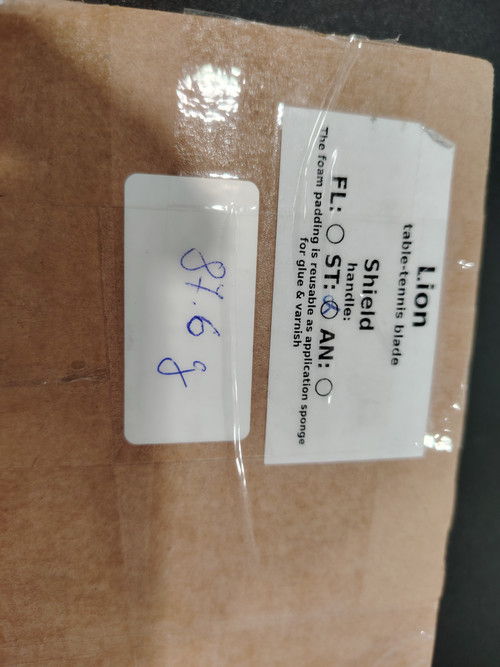 Lion
table-tennis blade
Shield
handle:
FL: ○ ST: ⊗ AN: ○
The foam padding is reusable as application sponge
for glue & varnish
87.6 g